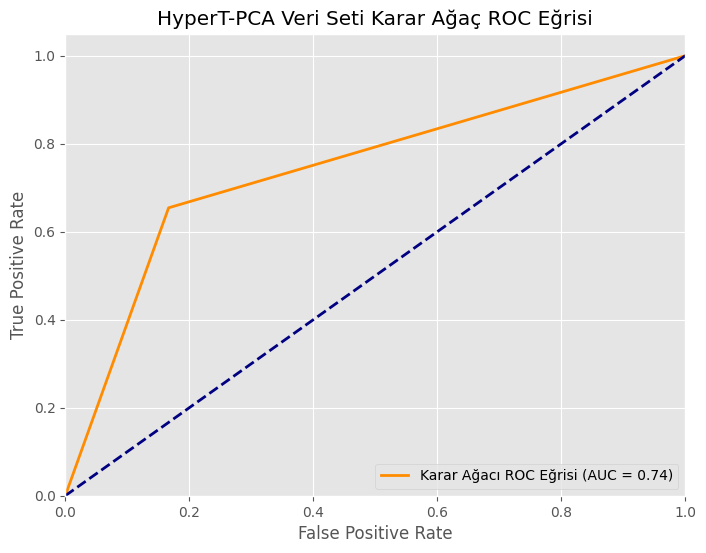 HyperT-PCA Veri Seti Karar Ağaç ROC Eğrisi
True Positive Rate
1.0
0.8
0.6
0.4
0.2
0.0
Karar Ağacı ROC Eğrisi (AUC = 0.74)
0.0 0.2 0.4 0.6 0.8 1.0
False Positive Rate